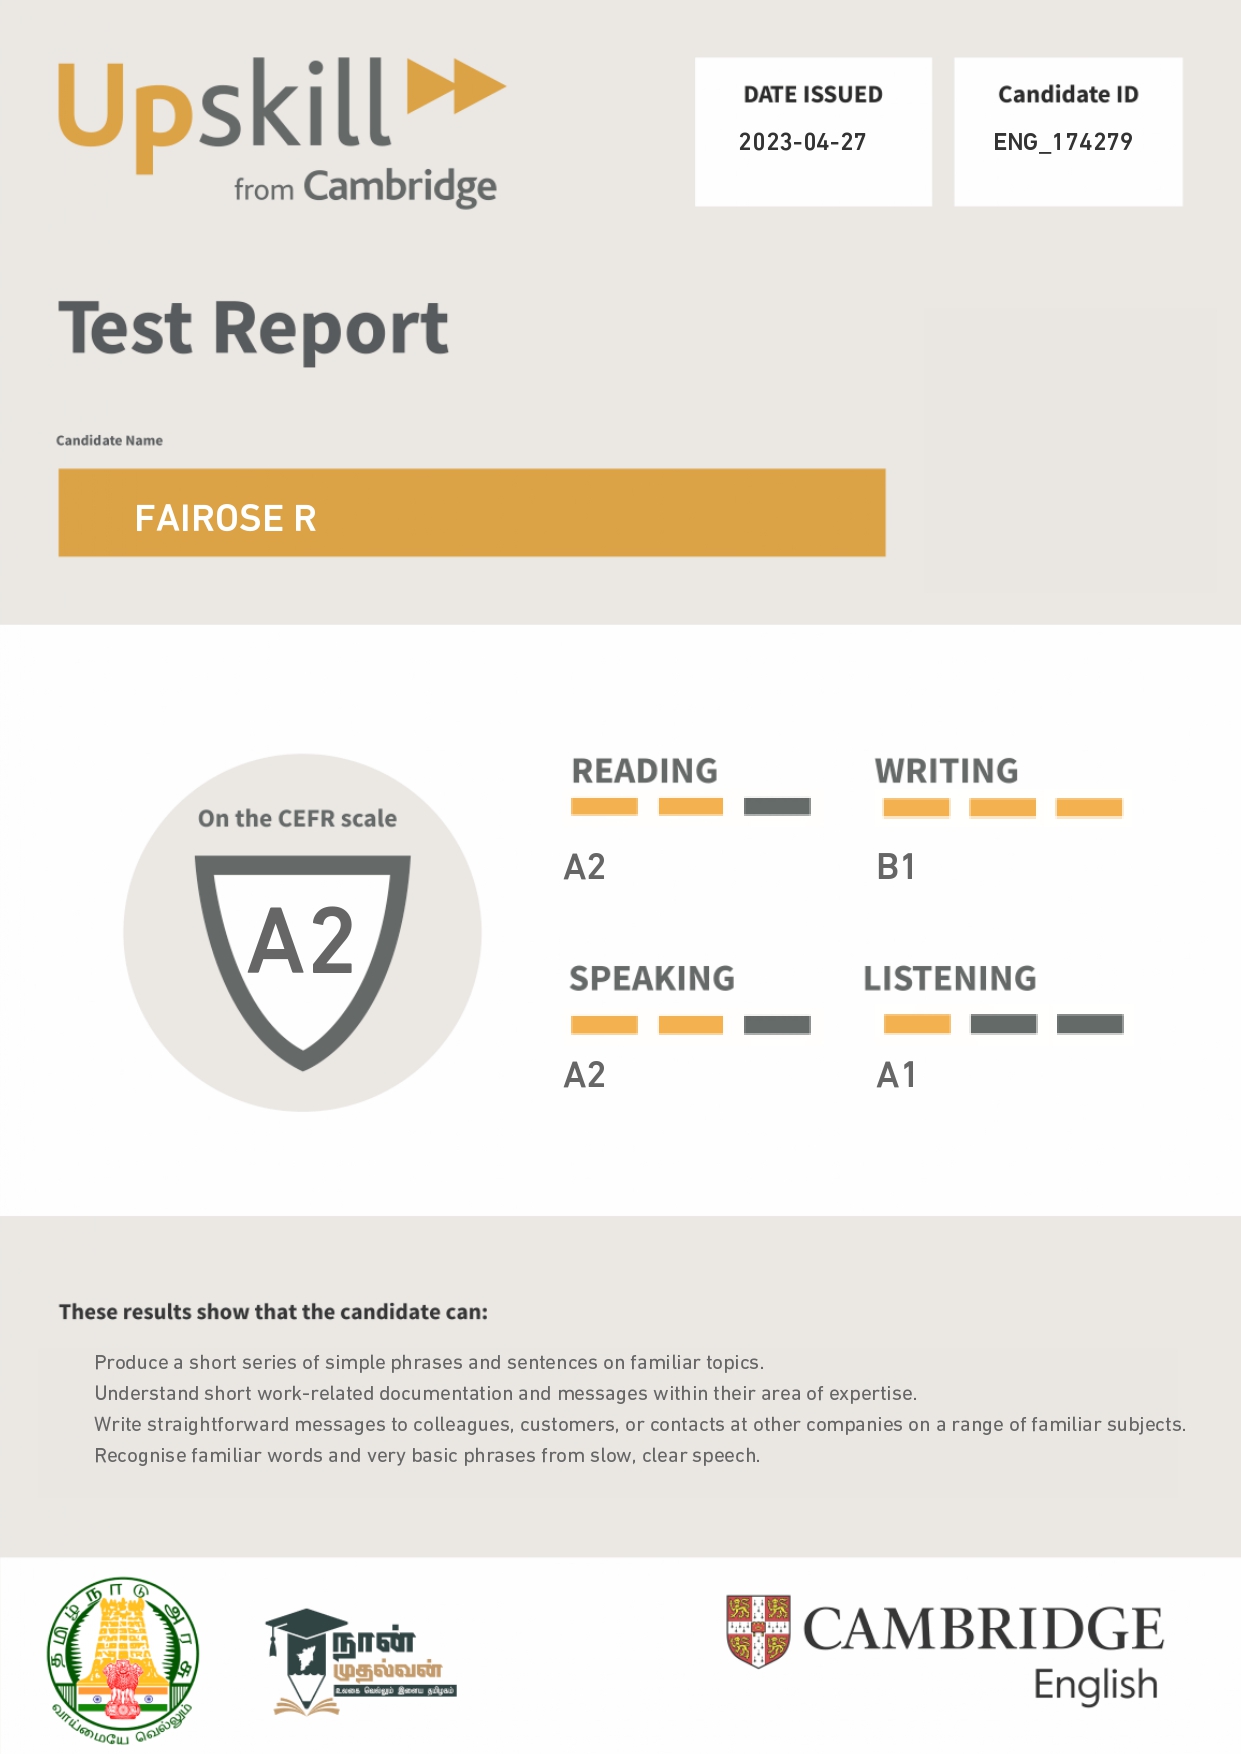 Upskill
from Cambridge
DATE ISSUED
2023-04-27
Candidate ID
ENG_174279
Test Report
Candidate Name
FAIROSE R
On the CEFR scale
A2
READING
A2
WRITING
B1
SPEAKING
A2
LISTENING
A1
These results show that the candidate can:
Produce a short series of simple phrases and sentences on familiar topics.
Understand short work-related documentation and messages within their area of expertise.
Write straightforward messages to colleagues, customers, or contacts at other companies on a range of familiar subjects.
Recognise familiar words and very basic phrases from slow, clear speech.
தமிழ்நாடு அரசு
வாய்மையே வெல்லும்
நான்
முதல்வன்
உலகை வெல்லும் இளைய தமிழகம்
CAMBRIDGE
English